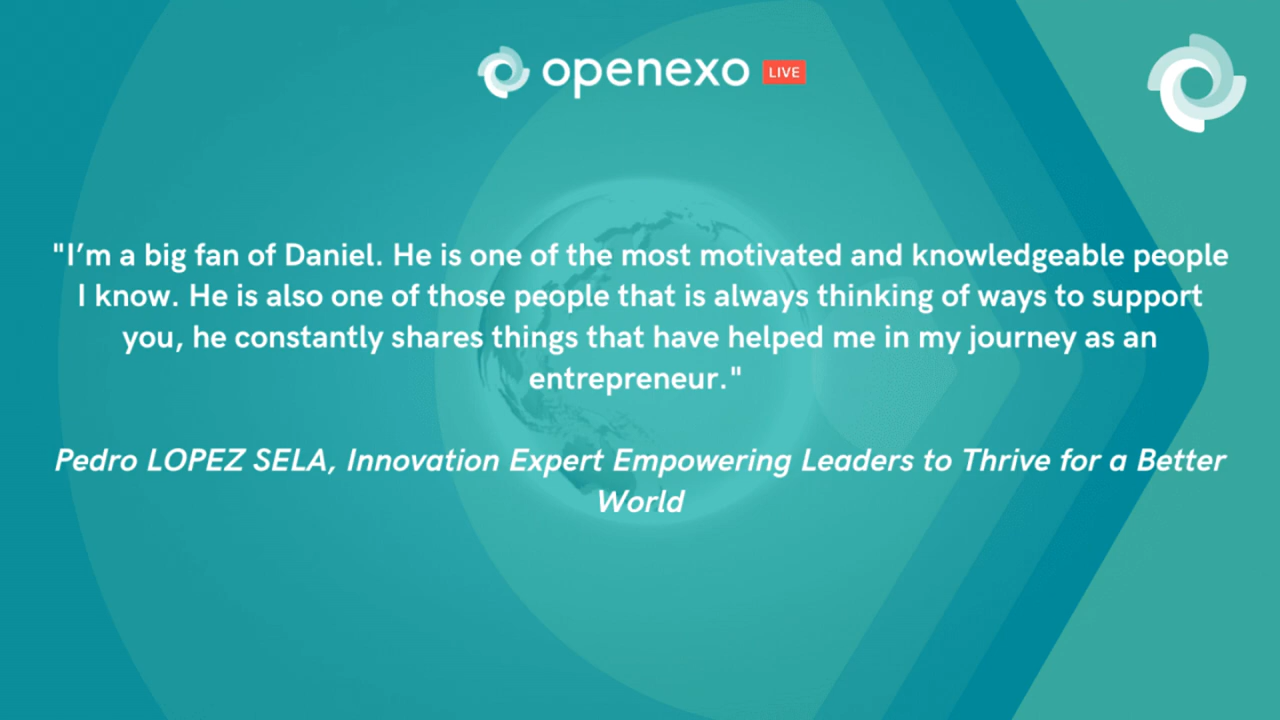 openexo LIVE
"I’m a big fan of Daniel. He is one of the most motivated and knowledgeable people
I know. He is also one of those people that is always thinking of ways to support
you, he constantly shares things that have helped me in my journey as an
entrepreneur."
Pedro LOPEZ SELA, Innovation Expert Empowering Leaders to Thrive for a Better
World